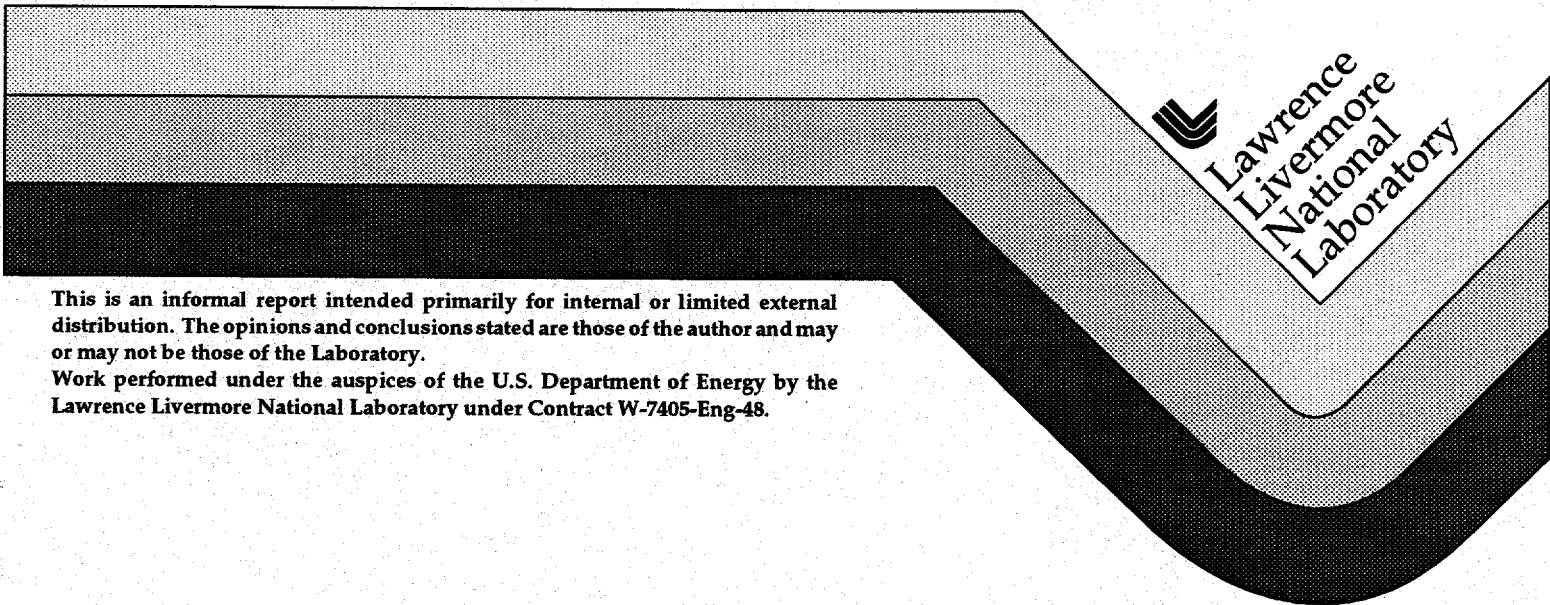 Lawrence
Livermore
National
Laboratory
This is an informal report intended primarily for internal or limited external
distribution. The opinions and conclusions stated are those of the author and may
or may not be those of the Laboratory.
Work performed under the auspices of the U.S. Department of Energy by the
Lawrence Livermore National Laboratory under Contract W-7405-Eng-48.